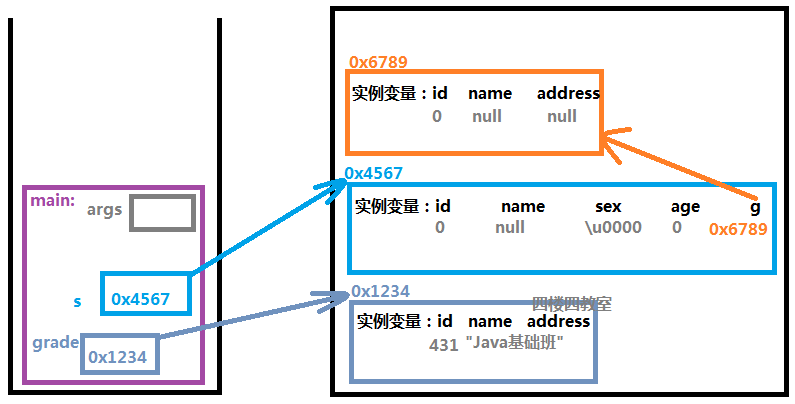 0x6789
实例变量：id name address
0 null null
0x4567
实例变量：id name sex age g
0 null \u0000 0 0x6789
main:
args
s 0x4567
grade 0x1234
0x1234
四楼四教室
实例变量：id name address
431 "Java基础班"